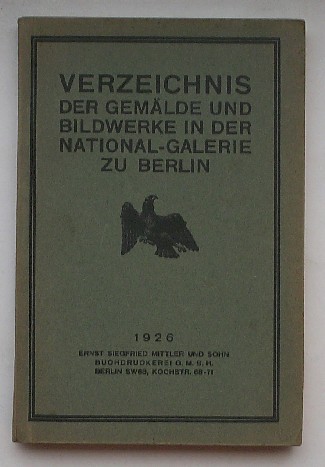 VERZEICHNIS
DER GEMÄLDE UND
BILDWERKE IN DER
NATIONAL-GALERIE
ZU BERLIN
1926
ERNST SIEGFRIED MITTLER UND SOHN
BUCHDRUCKEREI G. M. B. H.
BERLIN SW68, KOCHSTR. 68-71